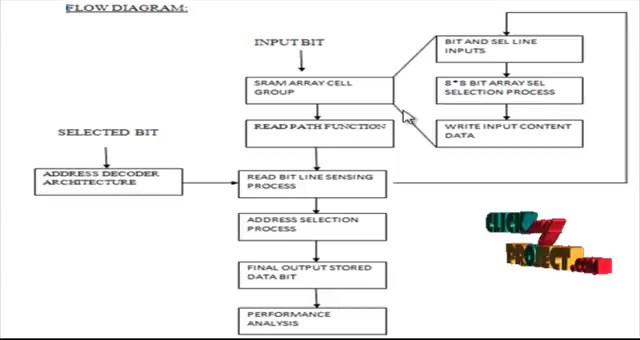 FLOW DIAGRAM:
INPUT BIT
BIT AND SEL LINE
INPUTS
SRAM ARRAY CELL
GROUP
8*8 BIT ARRAY SEL
SELECTION PROCESS
READ PATH FUNCTION
WRITE INPUT CONTENT
DATA
SELECTED BIT
ADDRESS DECODER
ARCHITECTURE
READ BIT LINE SENSING
PROCESS
ADDRESS SELECTION
PROCESS
CLICK MY
PROJECT.COM
FINAL OUTPUT STORED
DATA BIT
PERFORMANCE
ANALYSIS